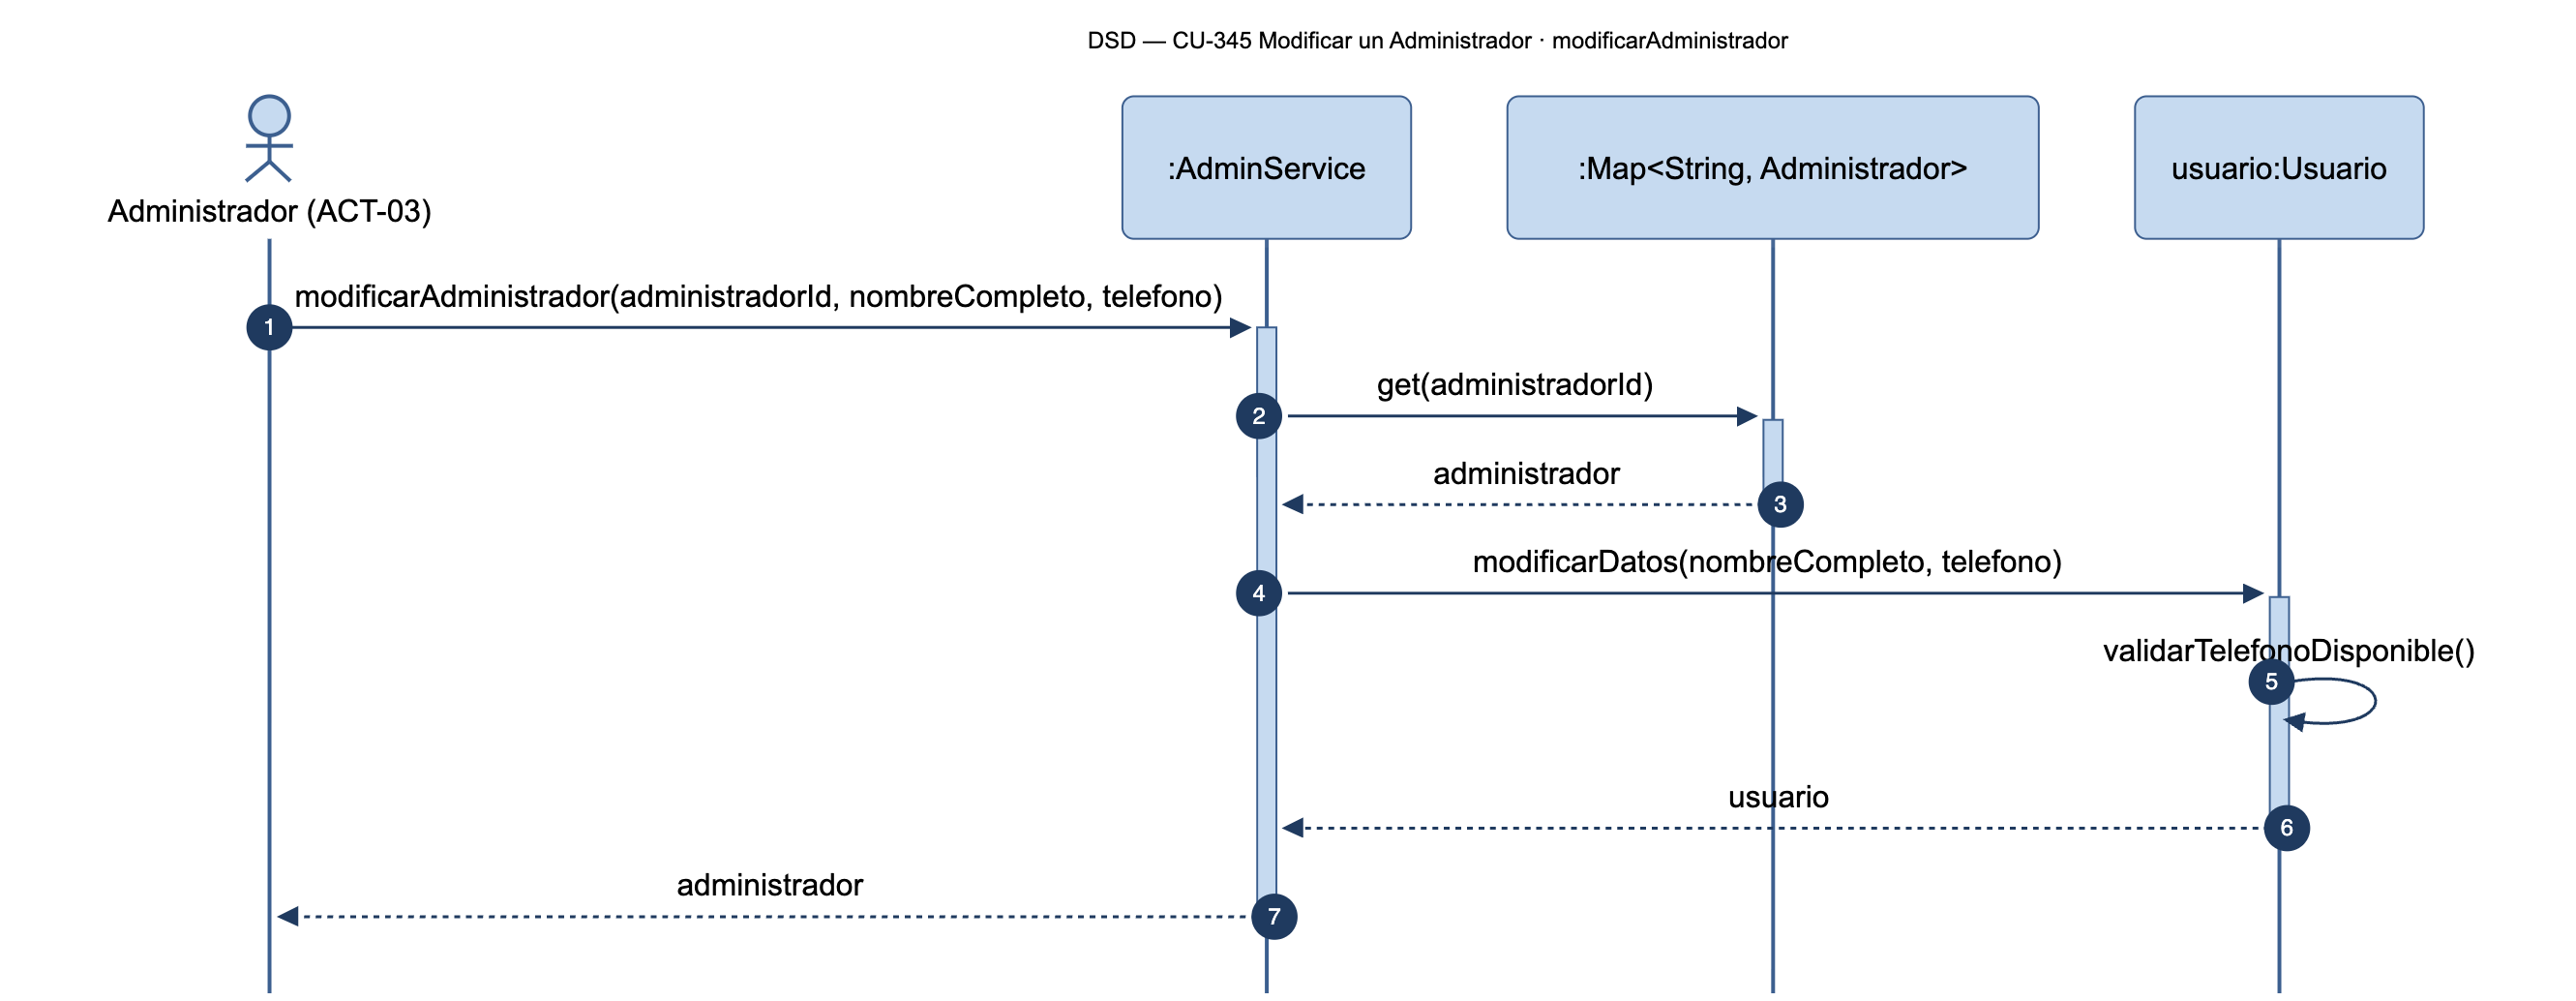 DSD — CU-345 Modificar un Administrador · modificarAdministrador
Administrador (ACT-03)
:AdminService
:Map<String, Administrador>
usuario:Usuario
modificarAdministrador(administradorId, nombreCompleto, telefono)
1
get(administradorId)
2
administrador
3
modificarDatos(nombreCompleto, telefono)
4
validarTelefonoDisponible()
5
usuario
6
administrador
7